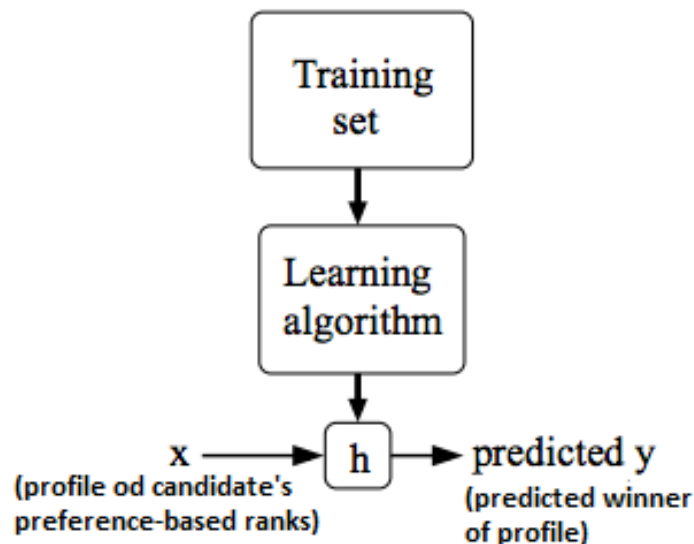 Training
set
Learning
algorithm
x
h
predicted y
(profile od candidate's
preference-based ranks)
(predicted winner
of profile)